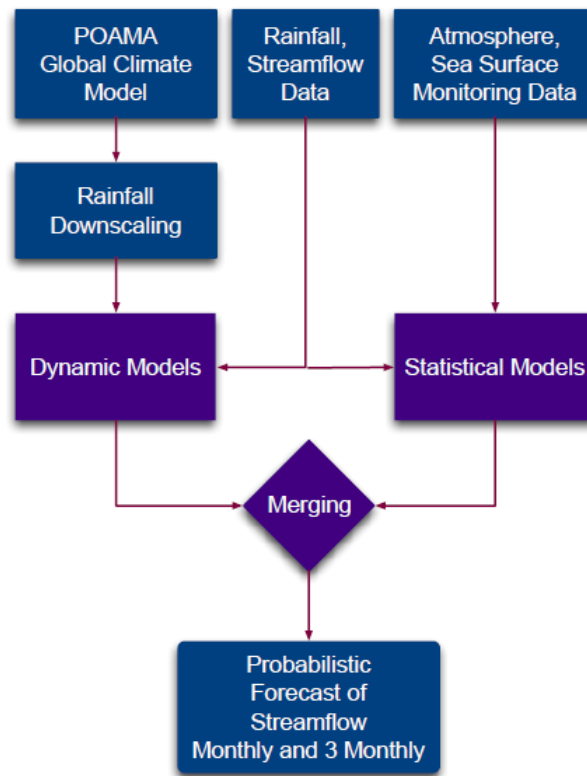 POAMA
Global Climate
Model
Rainfall,
Streamflow
Data
Atmosphere,
Sea Surface
Monitoring Data
Rainfall
Downscaling
Dynamic Models
Statistical Models
Merging
Probabilistic
Forecast of
Streamflow
Monthly and 3 Monthly